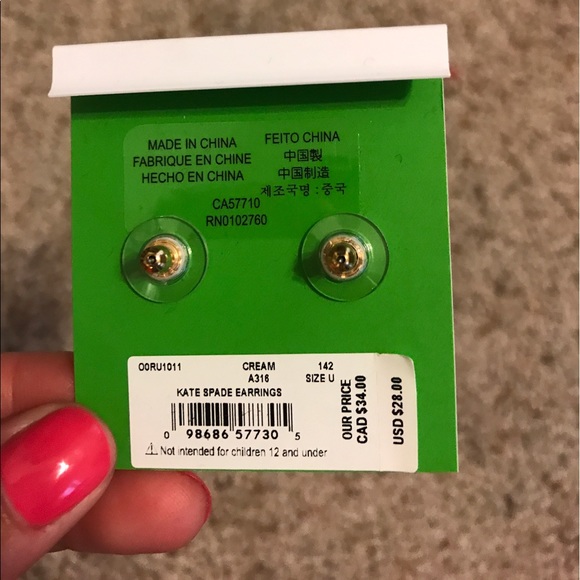 MADE IN CHINA
FABRIQUE EN CHINE
HECHO EN CHINA
FEITO CHINA
中国製
中国制造
제조국명 : 중국
CA57710
RN0102760
O0RU1011 CREAM 142
A316 SIZE U
KATE SPADE EARRINGS
0 98686 57730 5
⚠ Not intended for children 12 and under
OUR PRICE
CAD $34.00
USD $28.00